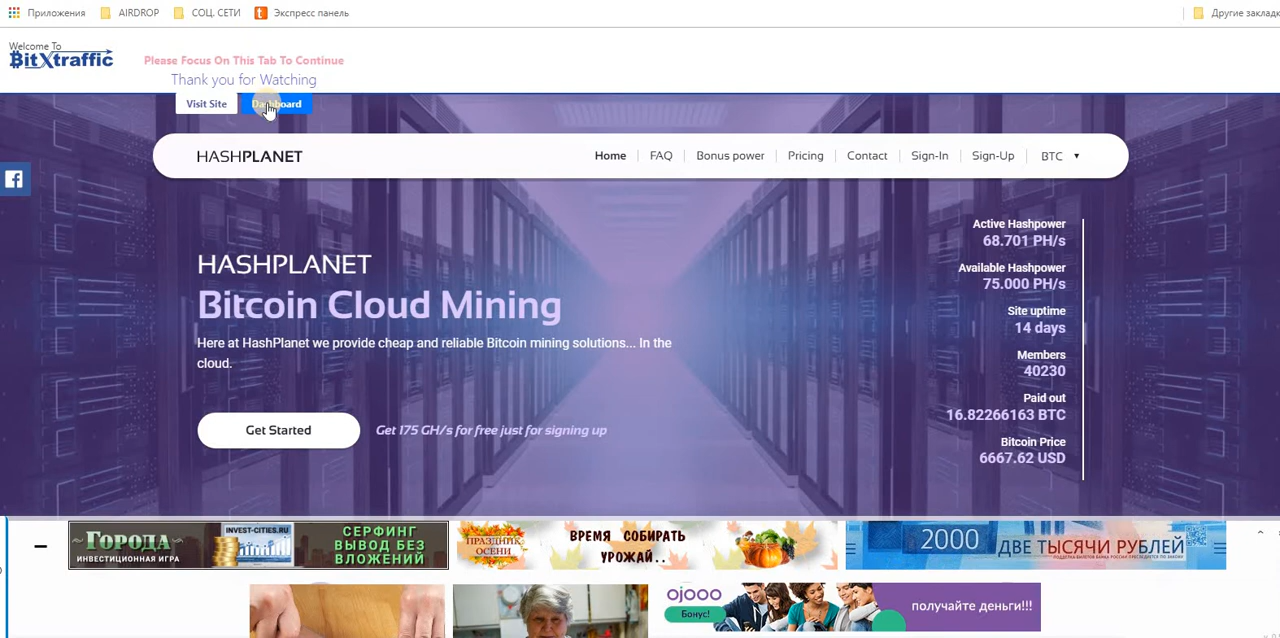 Приложения
AIRDROP
СОЦ. СЕТИ
Экспресс панель
Другие закладк
Welcome To
BitXtraffic
Please Focus On This Tab To Continue
Thank you for Watching
Visit Site
Dashboard
HASHPLANET
Home
FAQ
Bonus power
Pricing
Contact
Sign-In
Sign-Up
BTC
HASHPLANET
Bitcoin Cloud Mining
Here at HashPlanet we provide cheap and reliable Bitcoin mining solutions... In the
cloud.
Get Started
Get 175 GH/s for free just for signing up
Active Hashpower
68.701 PH/s
Available Hashpower
75.000 PH/s
Site uptime
14 days
Members
40230
Paid out
16.82266163 BTC
Bitcoin Price
6667.62 USD
ГОРОДА
ИНВЕСТИЦИОННАЯ ИГРА
INVEST-CITIES.RU
СЕРФИНГ
ВЫВОД БЕЗ
ВЛОЖЕНИЙ
ПРАЗДНИК
ОСЕНИ
ВРЕМЯ СОБИРАТЬ
УРОЖАЙ..
2000
ДВЕ ТЫСЯЧИ РУБЛЕЙ
ojooo
Бонус!
получайте деньги!!!